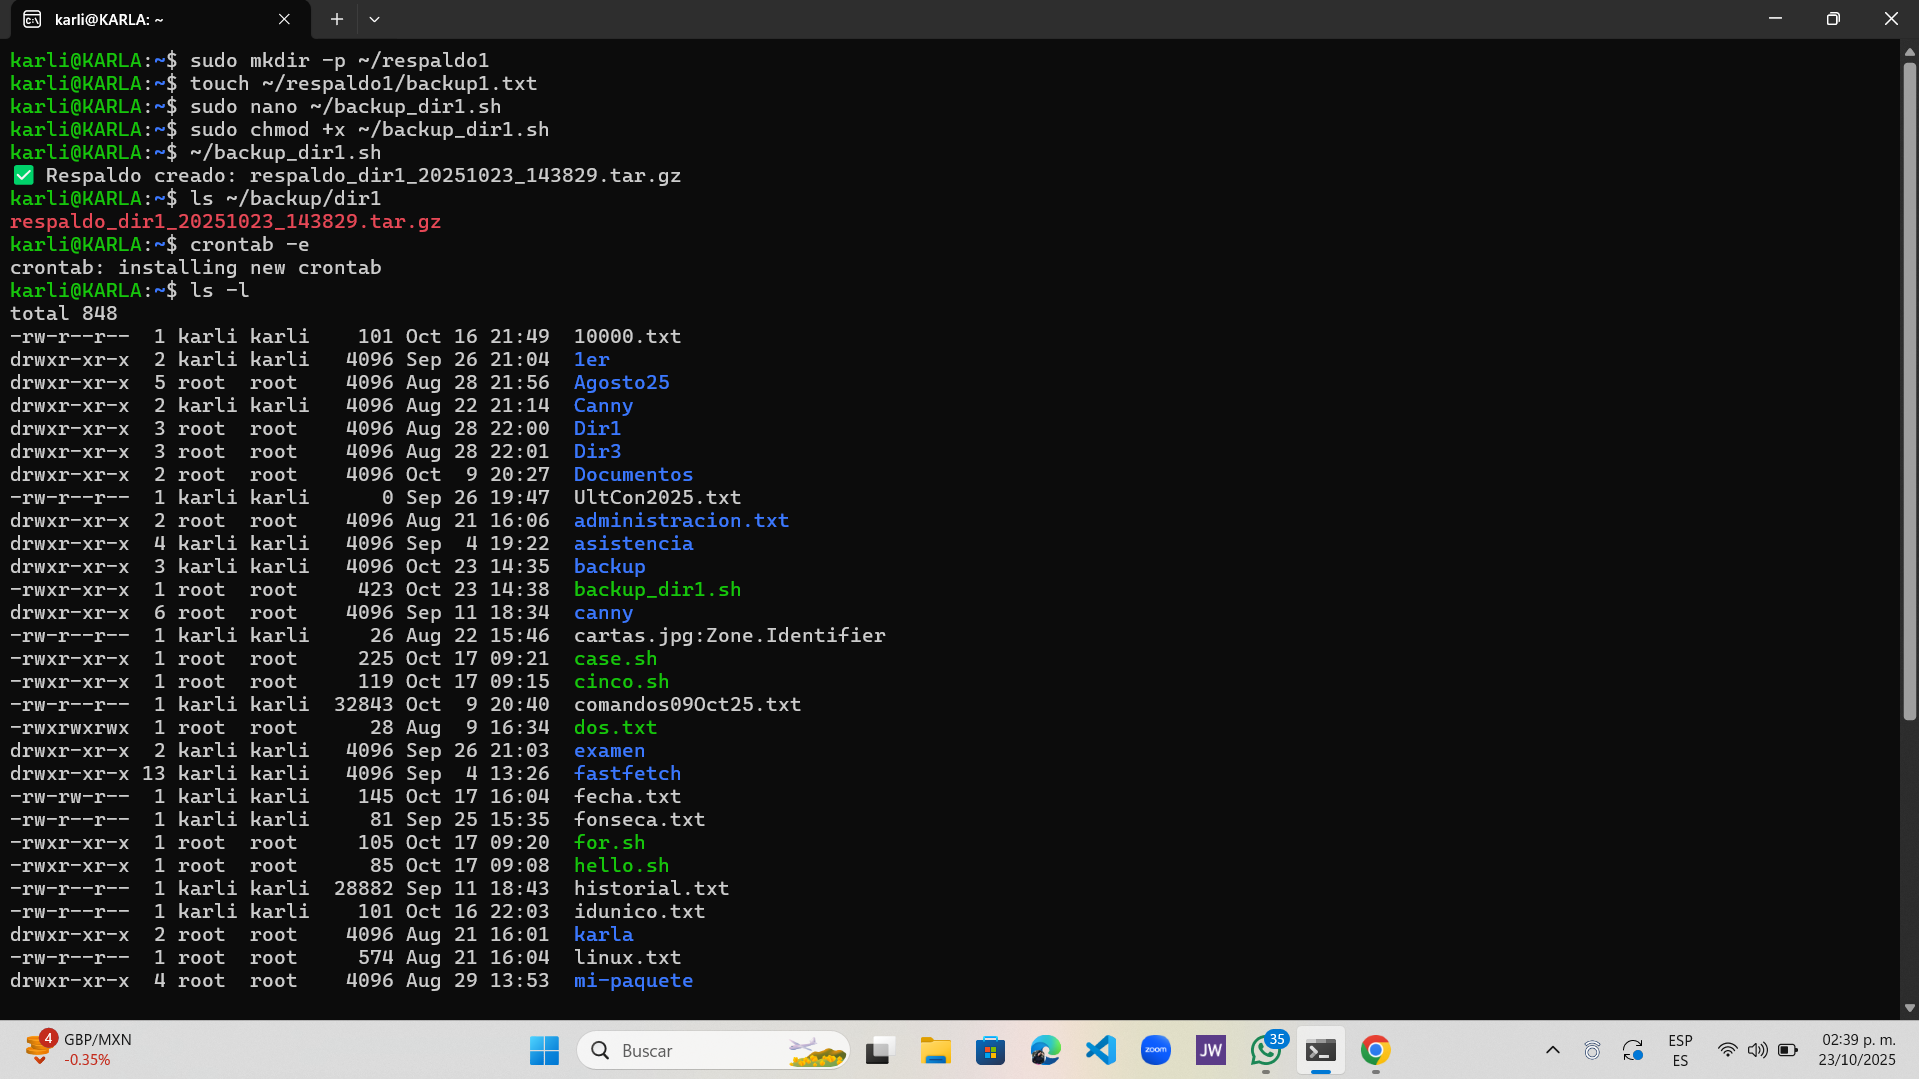 karli@KARLA: ~
karli@KARLA:~$ sudo mkdir -p ~/respaldo1
karli@KARLA:~$ touch ~/respaldo1/backup1.txt
karli@KARLA:~$ sudo nano ~/backup_dir1.sh
karli@KARLA:~$ sudo chmod +x ~/backup_dir1.sh
karli@KARLA:~$ ~/backup_dir1.sh
✅ Respaldo creado: respaldo_dir1_20251023_143829.tar.gz
karli@KARLA:~$ ls ~/backup/dir1
respaldo_dir1_20251023_143829.tar.gz
karli@KARLA:~$ crontab -e
crontab: installing new crontab
karli@KARLA:~$ ls -l
total 848
-rw-r--r--  1 karli karli    101 Oct 16 21:49  10000.txt
drwxr-xr-x  2 karli karli   4096 Sep 26 21:04  1er
drwxr-xr-x  5 root  root    4096 Aug 28 21:56  Agosto25
drwxr-xr-x  2 karli karli   4096 Aug 22 21:14  Canny
drwxr-xr-x  3 root  root    4096 Aug 28 22:00  Dir1
drwxr-xr-x  3 root  root    4096 Aug 28 22:01  Dir3
drwxr-xr-x  2 root  root    4096 Oct  9 20:27  Documentos
-rw-r--r--  1 karli karli      0 Sep 26 19:47  UltCon2025.txt
drwxr-xr-x  2 root  root    4096 Aug 21 16:06  administracion.txt
drwxr-xr-x  4 karli karli   4096 Sep  4 19:22  asistencia
drwxr-xr-x  3 karli karli   4096 Oct 23 14:35  backup
-rwxr-xr-x  1 root  root     423 Oct 23 14:38  backup_dir1.sh
drwxr-xr-x  6 root  root    4096 Sep 11 18:34  canny
-rw-r--r--  1 karli karli     26 Aug 22 15:46  cartas.jpg:Zone.Identifier
-rwxr-xr-x  1 root  root     225 Oct 17 09:21  case.sh
-rwxr-xr-x  1 root  root     119 Oct 17 09:15  cinco.sh
-rw-r--r--  1 karli karli  32843 Oct  9 20:40  comandos09Oct25.txt
-rwxrwxrwx  1 root  root      28 Aug  9 16:34  dos.txt
drwxr-xr-x  2 karli karli   4096 Sep 26 21:03  examen
drwxr-xr-x 13 karli karli   4096 Sep  4 13:26  fastfetch
-rw-rw-r--  1 karli karli    145 Oct 17 16:04  fecha.txt
-rw-r--r--  1 karli karli     81 Sep 25 15:35  fonseca.txt
-rwxr-xr-x  1 root  root     105 Oct 17 09:20  for.sh
-rwxr-xr-x  1 root  root      85 Oct 17 09:08  hello.sh
-rw-r--r--  1 karli karli  28882 Sep 11 18:43  historial.txt
-rw-r--r--  1 karli karli    101 Oct 16 22:03  idunico.txt
drwxr-xr-x  2 root  root    4096 Aug 21 16:01  karla
-rw-r--r--  1 root  root     574 Aug 21 16:04  linux.txt
drwxr-xr-x  4 root  root    4096 Aug 29 13:53  mi-paquete
4
GBP/MXN
-0.35%
Buscar
zoom
JW
35
ESP
ES
02:39 p. m.
23/10/2025